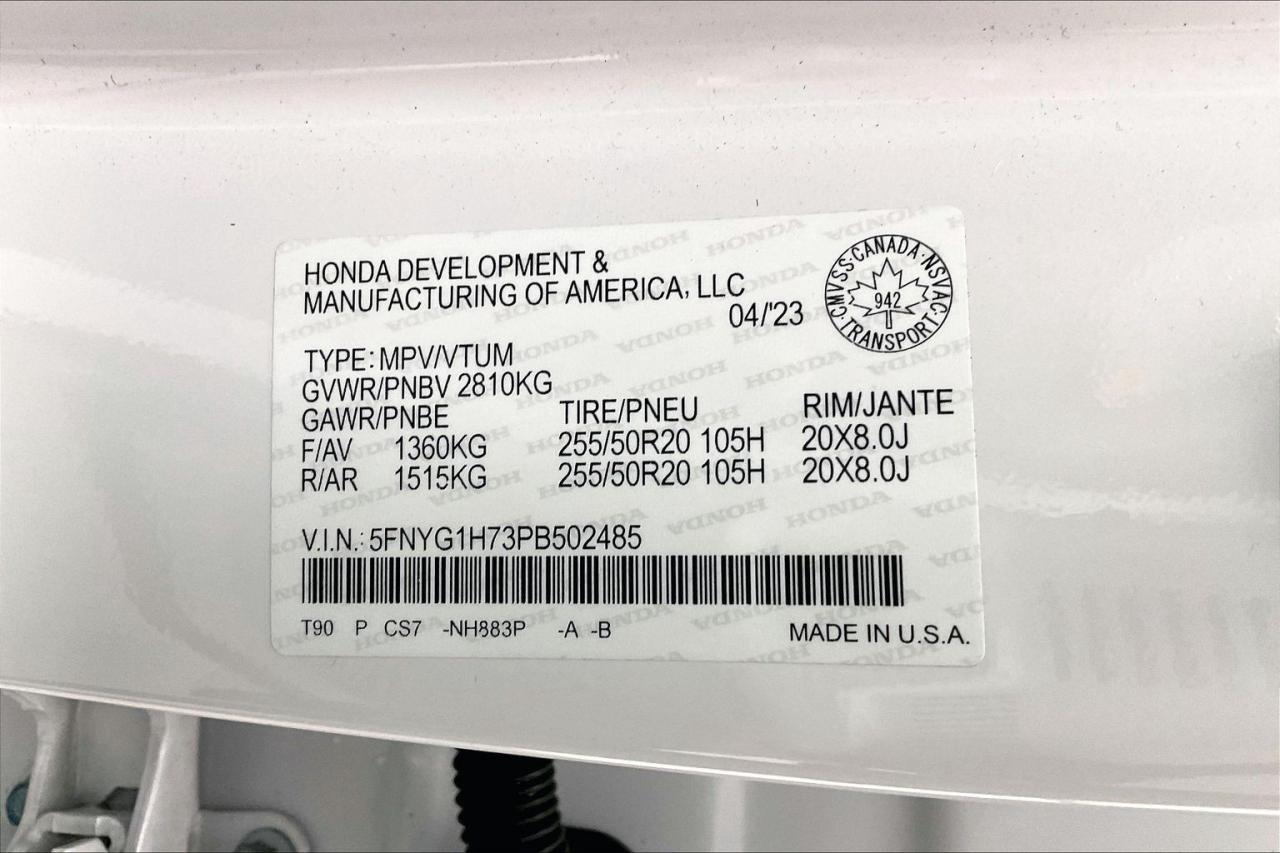 HONDA DEVELOPMENT &
MANUFACTURING OF AMERICA, LLC
04/'23
CMVSS·CANADA·NSVAC·TRANSPORT·
942
TYPE: MPV/VTUM
GVWR/PNBV 2810KG
GAWR/PNBE TIRE/PNEU RIM/JANTE
F/AV 1360KG 255/50R20 105H 20X8.0J
R/AR 1515KG 255/50R20 105H 20X8.0J
V.I.N.: 5FNYG1H73PB502485
T90 P CS7 -NH883P -A -B MADE IN U.S.A.